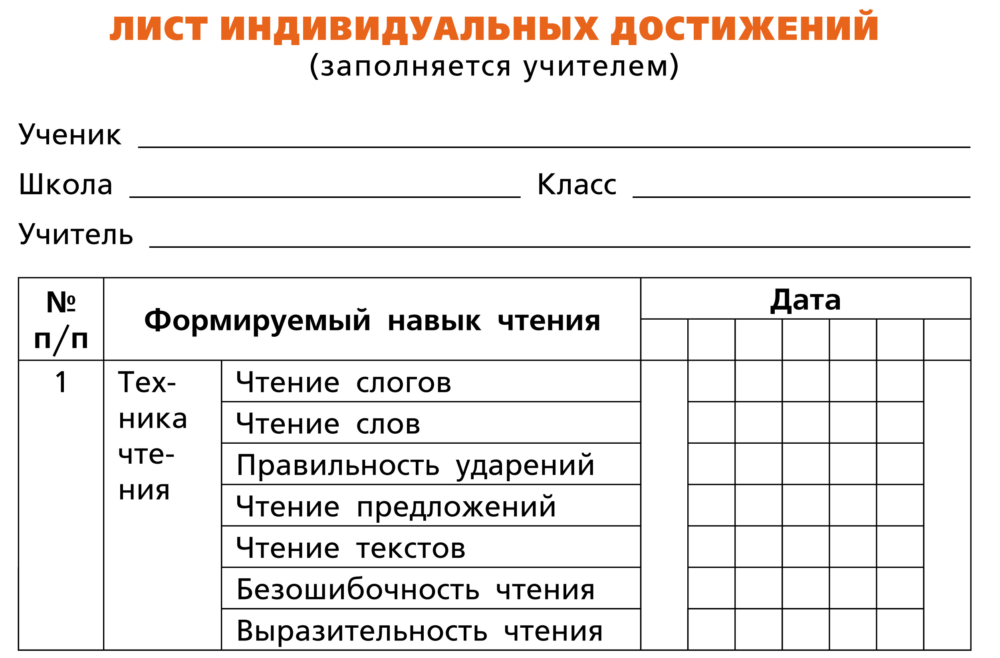 ЛИСТ ИНДИВИДУАЛЬНЫХ ДОСТИЖЕНИЙ
(заполняется учителем)
Ученик
Школа Класс
Учитель
№
п/п
Формируемый навык чтения
Дата
1
Тех-
ника
чте-
ния
Чтение слогов
Чтение слов
Правильность ударений
Чтение предложений
Чтение текстов
Безошибочность чтения
Выразительность чтения